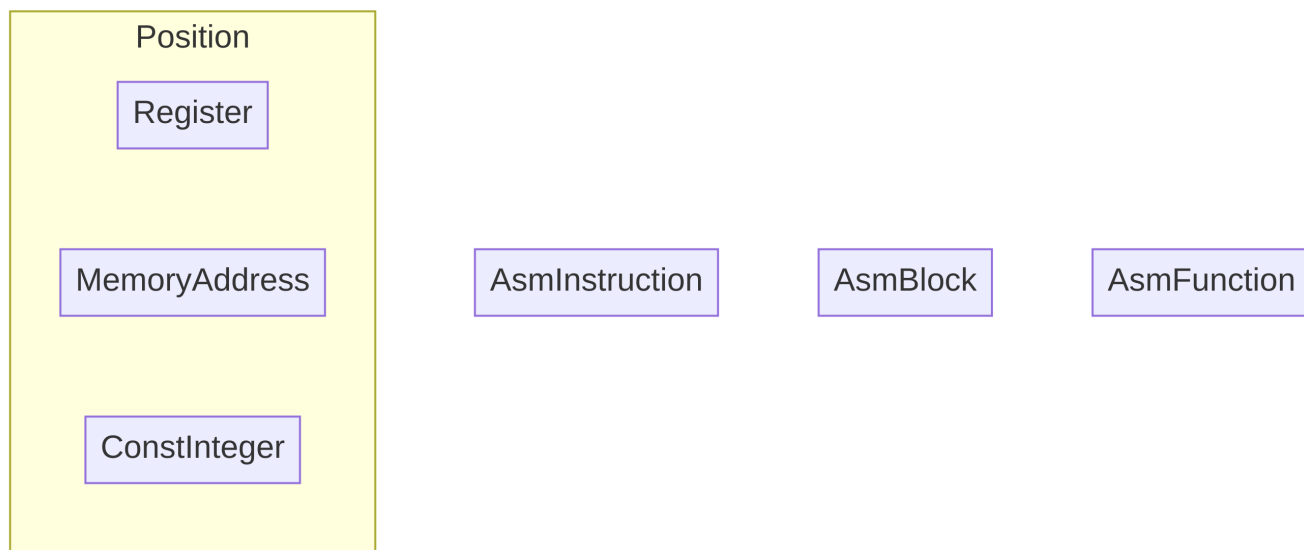 Position
Register
MemoryAddress
ConstInteger
AsmInstruction
AsmBlock
AsmFunction